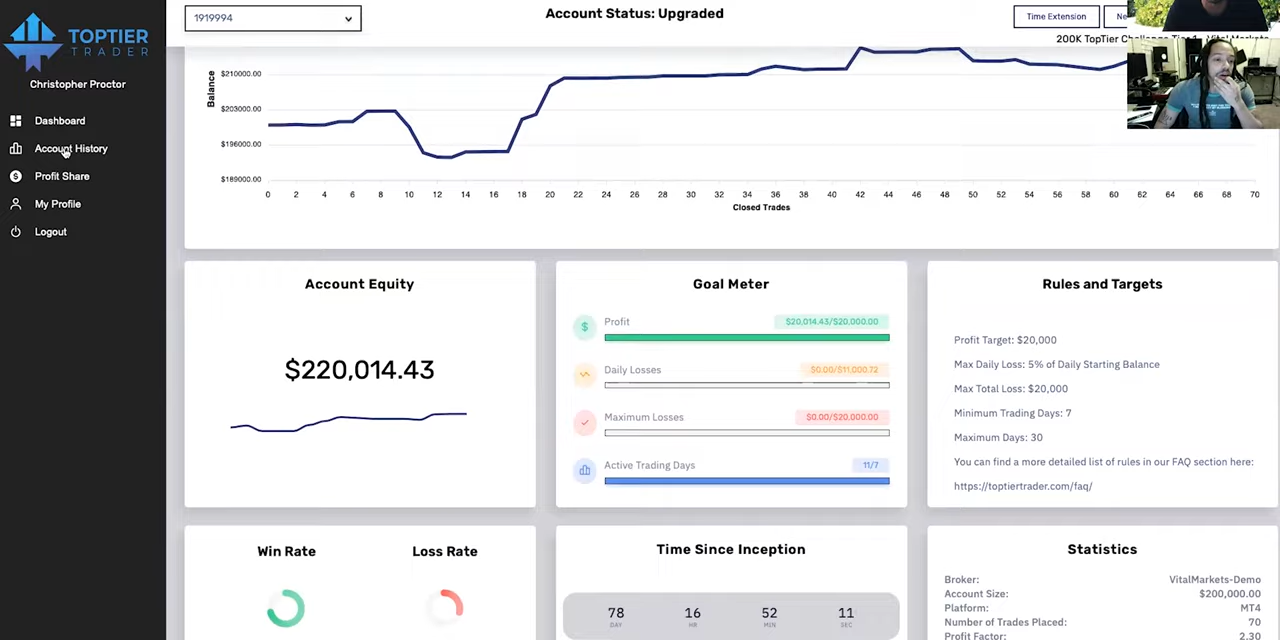 TOPTIER
TRADER
Christopher Proctor
Dashboard
Account History
Profit Share
My Profile
Logout
1919994
Account Status: Upgraded
Time Extension
200K TopTier Challenge Tier 1 - Vital Markets
Balance
$210000.00
$203000.00
$196000.00
$189000.00
0 2 4 6 8 10 12 14 16 18 20 22 24 26 28 30 32 34 36 38 40 42 44 46 48 50 52 54 56 58 60 62 64 66 68 70
Closed Trades
Account Equity
$220,014.43
Goal Meter
Profit
$20,014.43/$20,000.00
Daily Losses
$0.00/$11,000.72
Maximum Losses
$0.00/$20,000.00
Active Trading Days
11/7
Rules and Targets
Profit Target: $20,000
Max Daily Loss: 5% of Daily Starting Balance
Max Total Loss: $20,000
Minimum Trading Days: 7
Maximum Days: 30
You can find a more detailed list of rules in our FAQ section here:
https://toptiertrader.com/faq/
Win Rate
Loss Rate
Time Since Inception
78 16 52 11
DAY HR MIN SEC
Statistics
Broker: VitalMarkets-Demo
Account Size: $200,000.00
Platform: MT4
Number of Trades Placed: 70
Profit Factor: 2.30